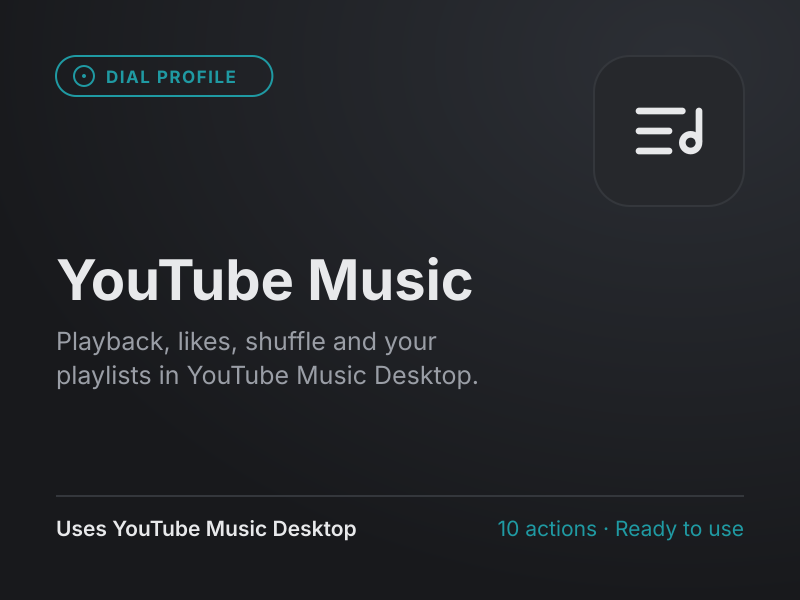 DIAL PROFILE
YouTube Music
Playback, likes, shuffle and your
playlists in YouTube Music Desktop.
Uses YouTube Music Desktop
10 actions · Ready to use